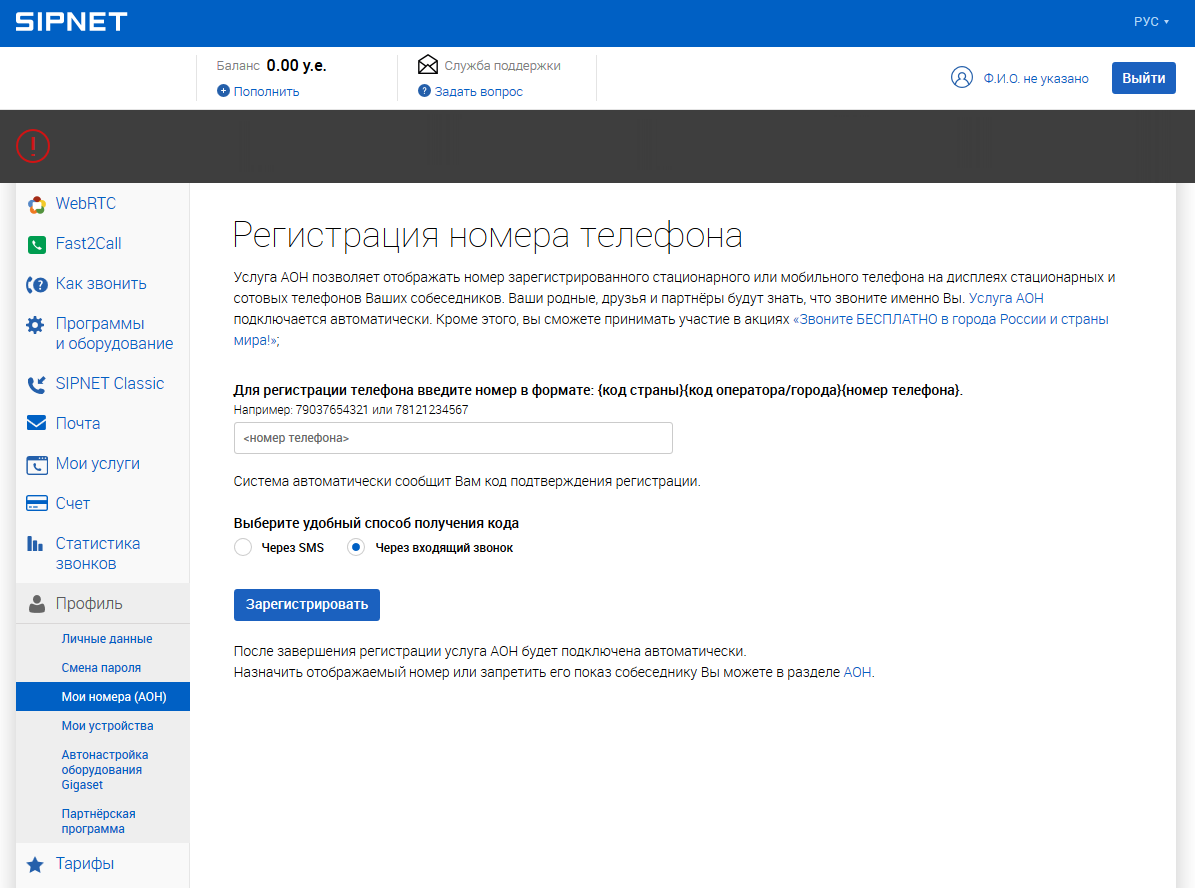 SIPNET
РУС
Баланс 0.00 у.е.
Пополнить
Служба поддержки
Задать вопрос
Ф.И.О. не указано
Выйти
WebRTC
Fast2Call
Как звонить
Программы
и оборудование
SIPNET Classic
Почта
Мои услуги
Счет
Статистика
звонков
Профиль
Личные данные
Смена пароля
Мои номера (АОН)
Мои устройства
Автонастройка
оборудования
Gigaset
Партнёрская
программа
Тарифы
Регистрация номера телефона
Услуга АОН позволяет отображать номер зарегистрированного стационарного или мобильного телефона на дисплеях стационарных и
сотовых телефонов Ваших собеседников. Ваши родные, друзья и партнёры будут знать, что звоните именно Вы. Услуга АОН
подключается автоматически. Кроме этого, вы сможете принимать участие в акциях «Звоните БЕСПЛАТНО в города России и страны
мира!»;
Для регистрации телефона введите номер в формате: {код страны}{код оператора/города}{номер телефона}.
Например: 79037654321 или 78121234567
<номер телефона>
Система автоматически сообщит Вам код подтверждения регистрации.
Выберите удобный способ получения кода
Через SMS Через входящий звонок
Зарегистрировать
После завершения регистрации услуга АОН будет подключена автоматически.
Назначить отображаемый номер или запретить его показ собеседнику Вы можете в разделе АОН.